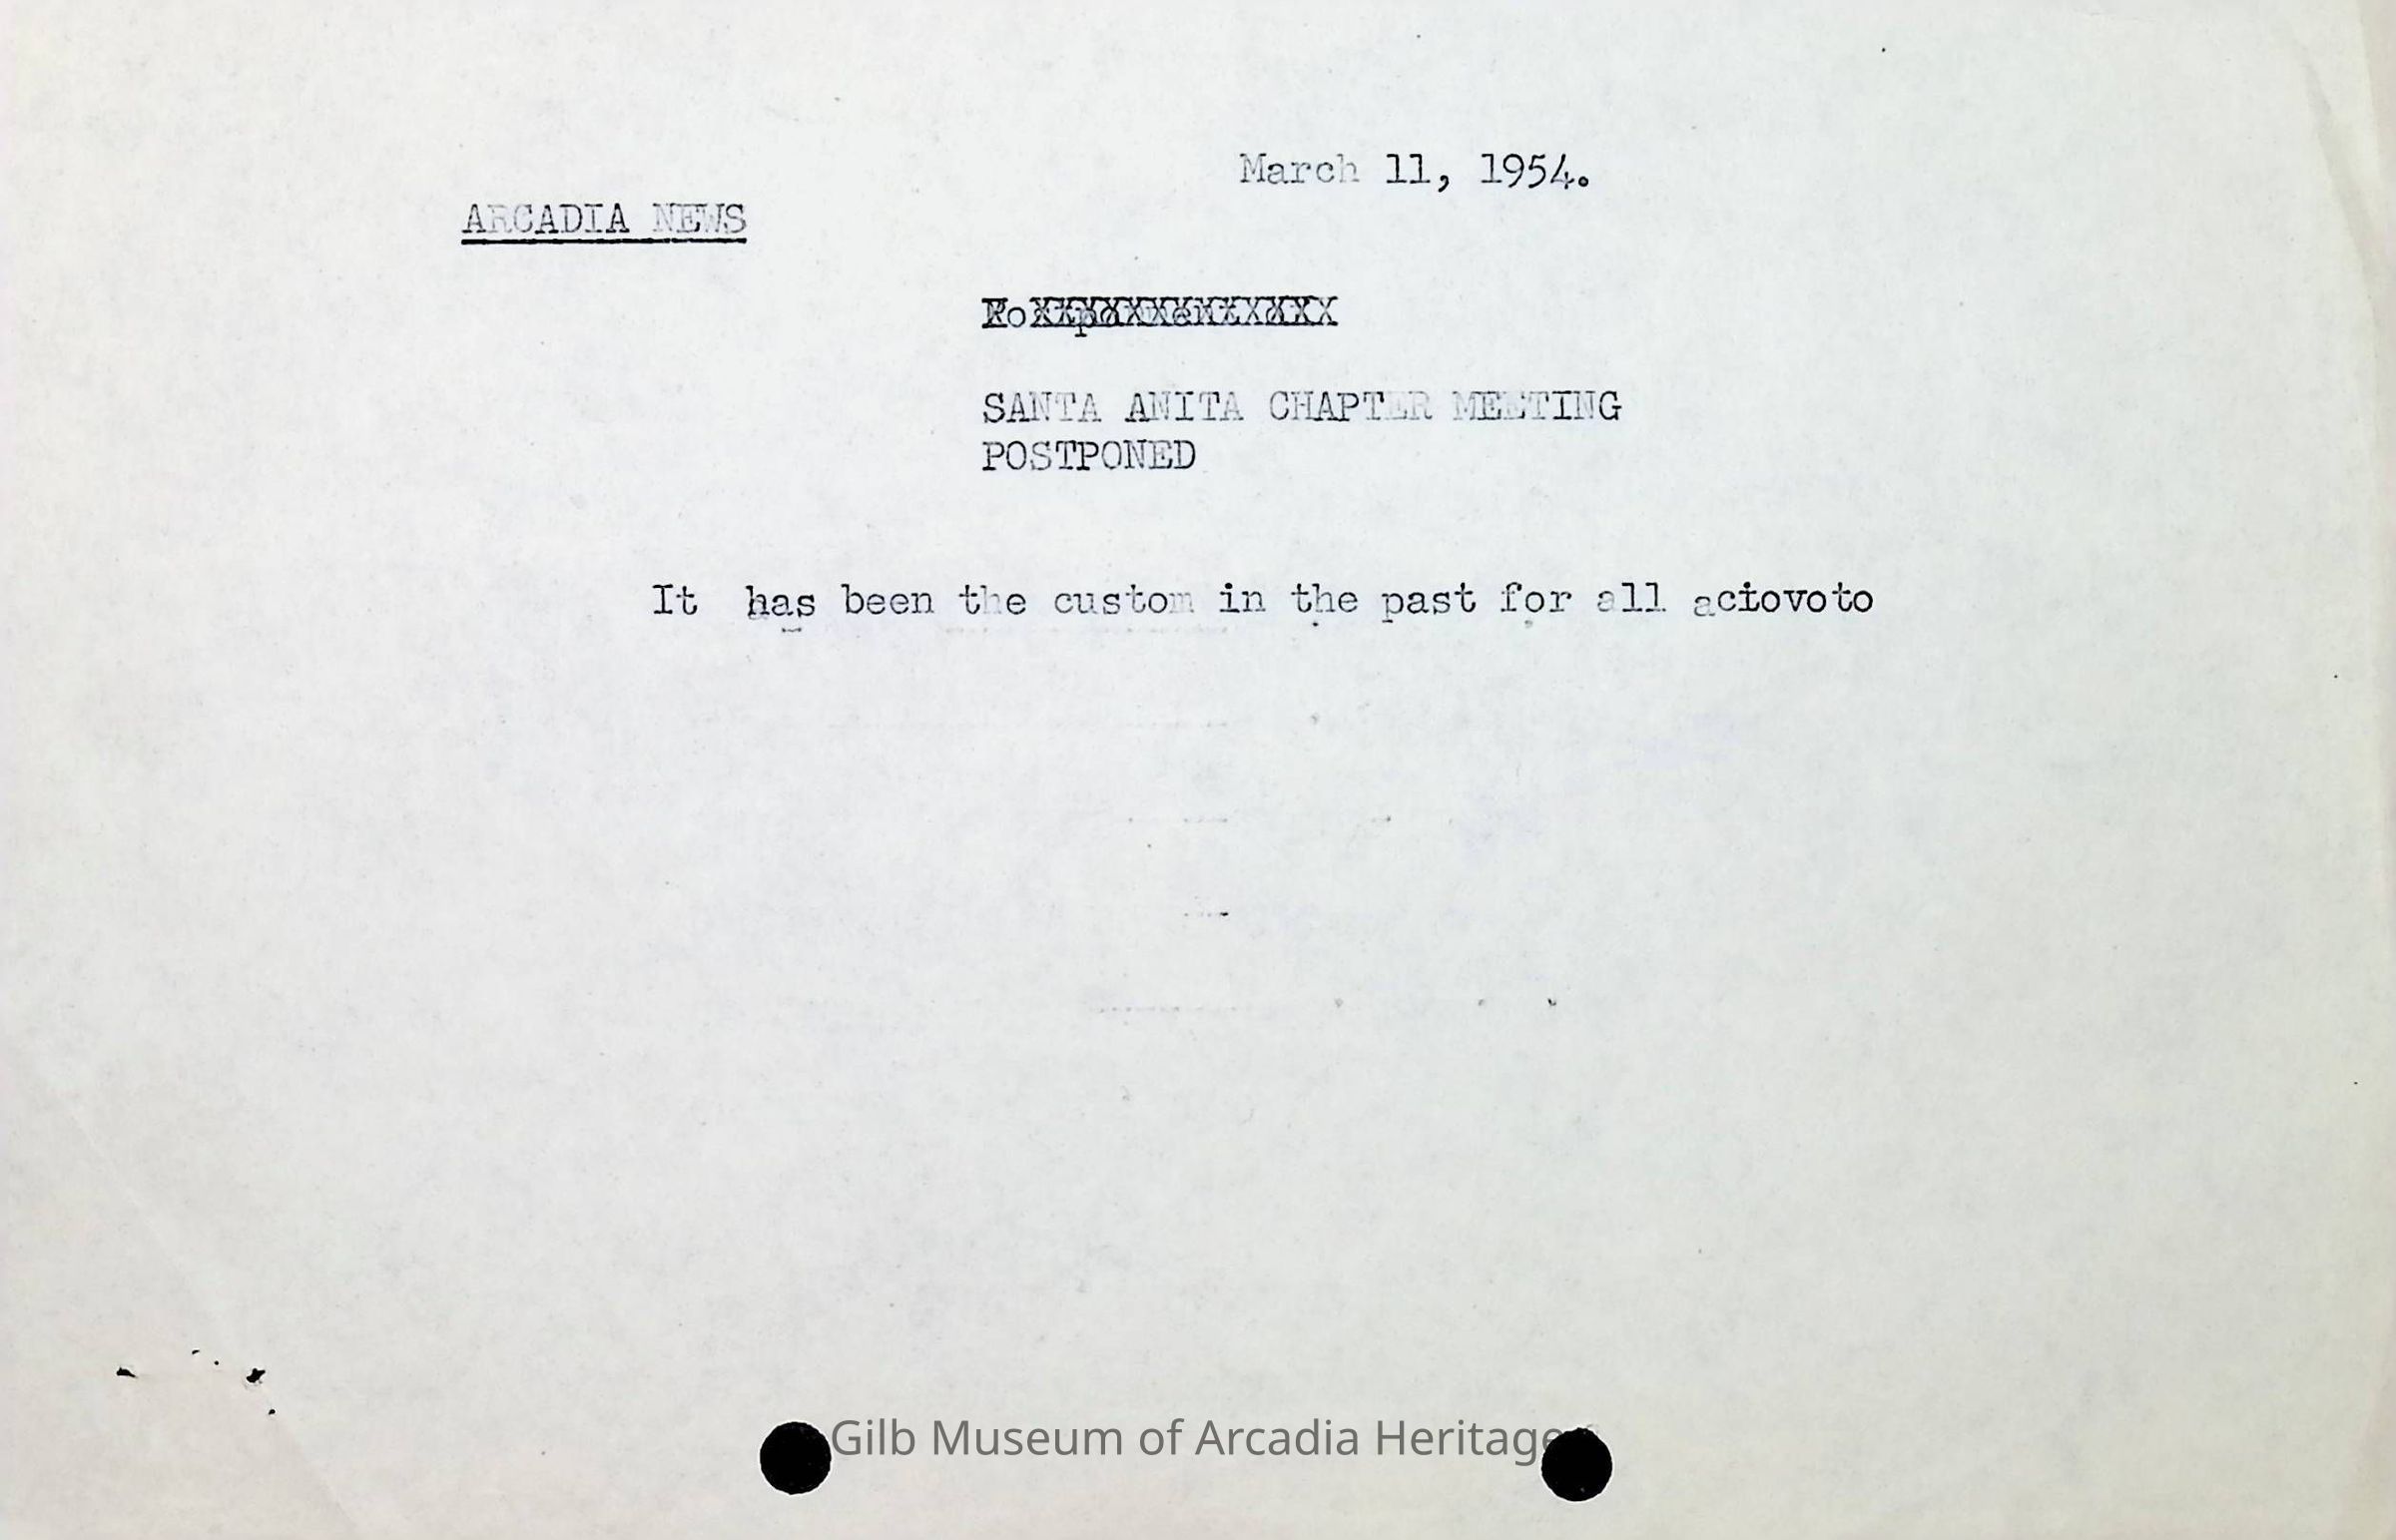 March 11, 1954.
ARCADIA NEWS
SANTA ANITA CHAPTER MEETING
POSTPONED
It has been the custom in the past for all aciovoto
Gilb Museum of Arcadia Heritage